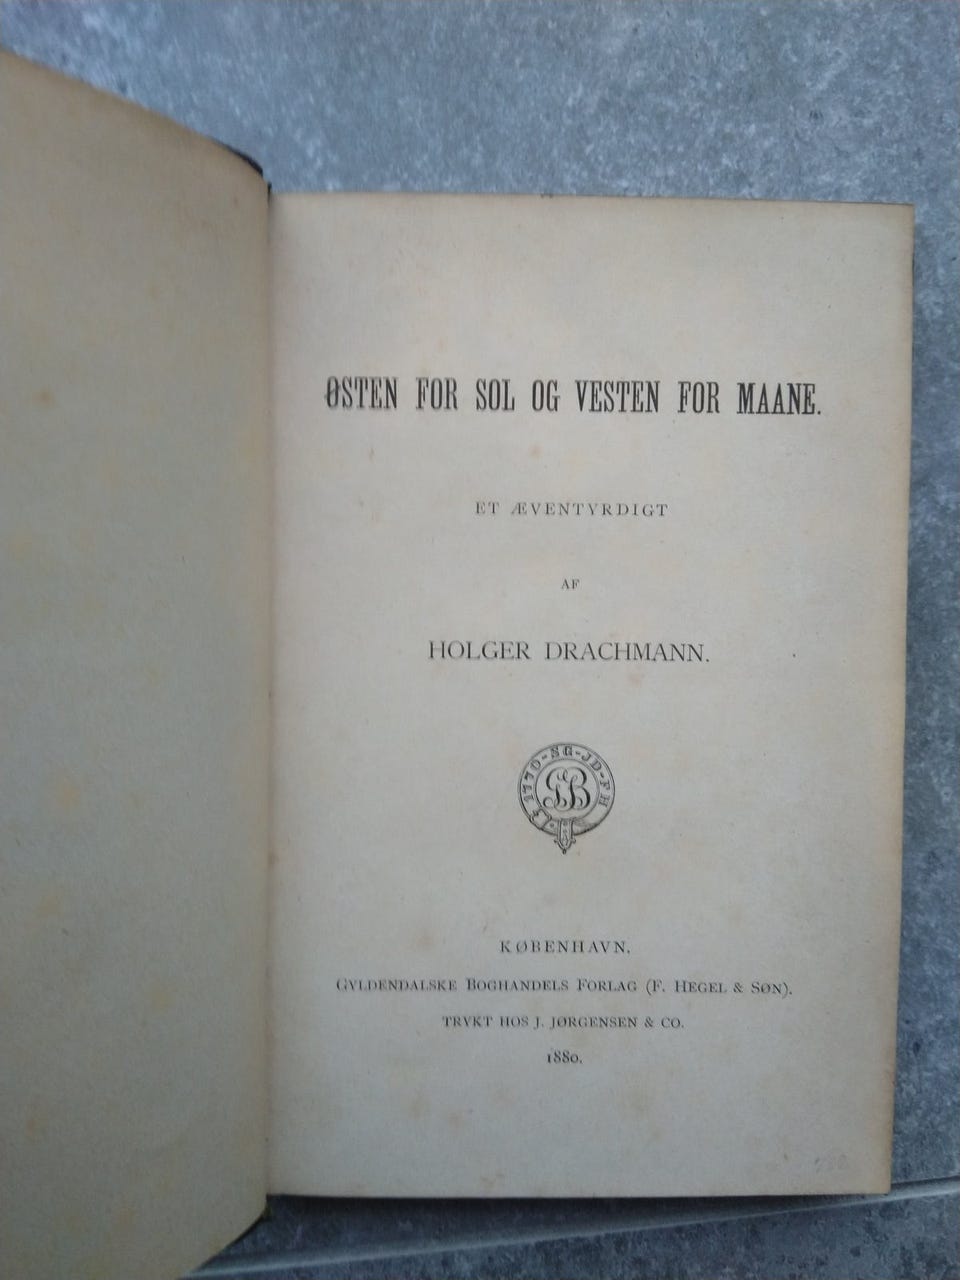 ØSTEN FOR SOL OG VESTEN FOR MAANE.
ET ÆVENTYRDIGT
AF
HOLGER DRACHMANN.
1770-SG-JD-FH
GB
KØBENHAVN.
GYLDENDALSKE BOGHANDELS FORLAG (F. HEGEL & SØN).
TRYKT HOS J. JØRGENSEN & CO.
1880.